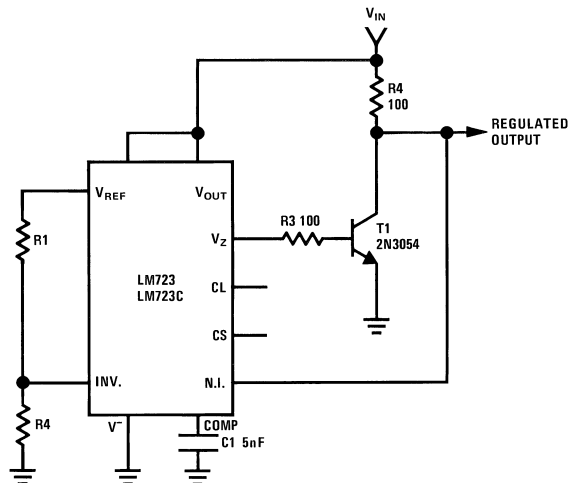 VIN
R4
100
REGULATED
OUTPUT
VREF
VOUT
R3 100
T1
2N3054
R1
VZ
LM723
LM723C
CL
CS
INV.
N.I.
R4
V−
COMP
C1 5nF